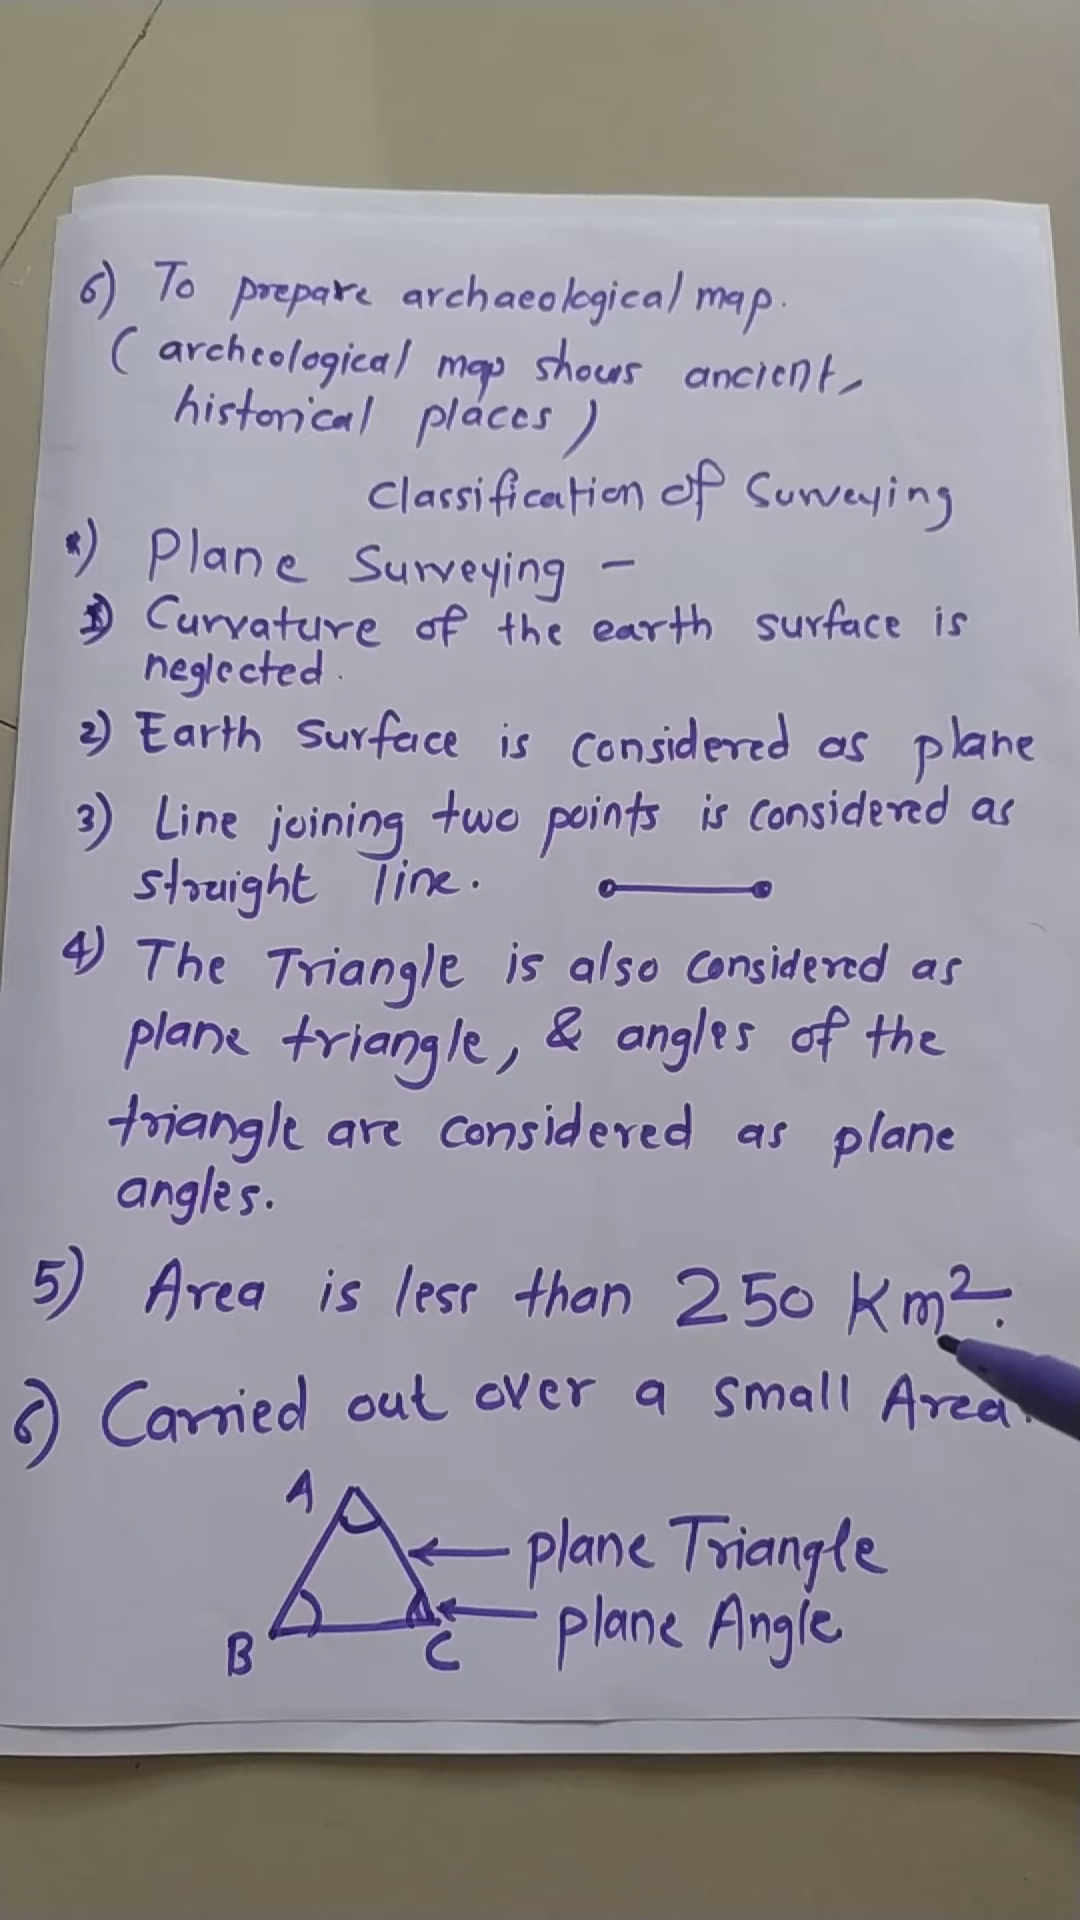 6) To prepare archaeological map.
( archeological map shows ancient,
historical places )
Classification of Surveying
*) Plane Surveying -
1) Curvature of the earth surface is
neglected.
2) Earth Surface is considered as plane
3) Line joining two points is considered as
straight line.
4) The Triangle is also considered as
plane triangle, & angles of the
triangle are considered as plane
angles.
5) Area is less than 250 Km².
6) Carried out over a small Area.
A
plane Triangle
plane Angle
B C